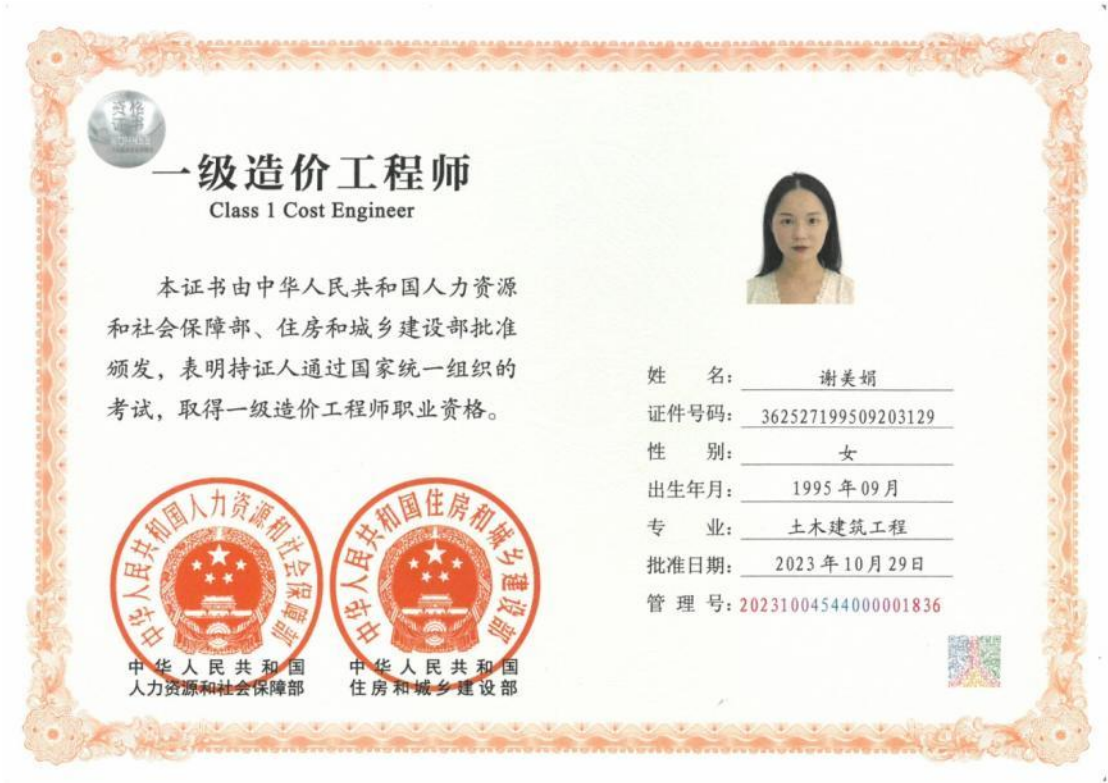 资格
证书
一级造价工程师
Class 1 Cost Engineer
本证书由中华人民共和国人力资源
和社会保障部、住房和城乡建设部批准
颁发，表明持证人通过国家统一组织的
考试，取得一级造价工程师职业资格。
中华人民共和国人力资源和社会保障部
中华人民共和国住房和城乡建设部
中华人民共和国
人力资源和社会保障部
中华人民共和国
住房和城乡建设部
姓 名： 谢美娟
证件号码： 362527199509203129
性 别： 女
出生年月： 1995年09月
专 业： 土木建筑工程
批准日期： 2023年10月29日
管 理 号： 20231004544000001836